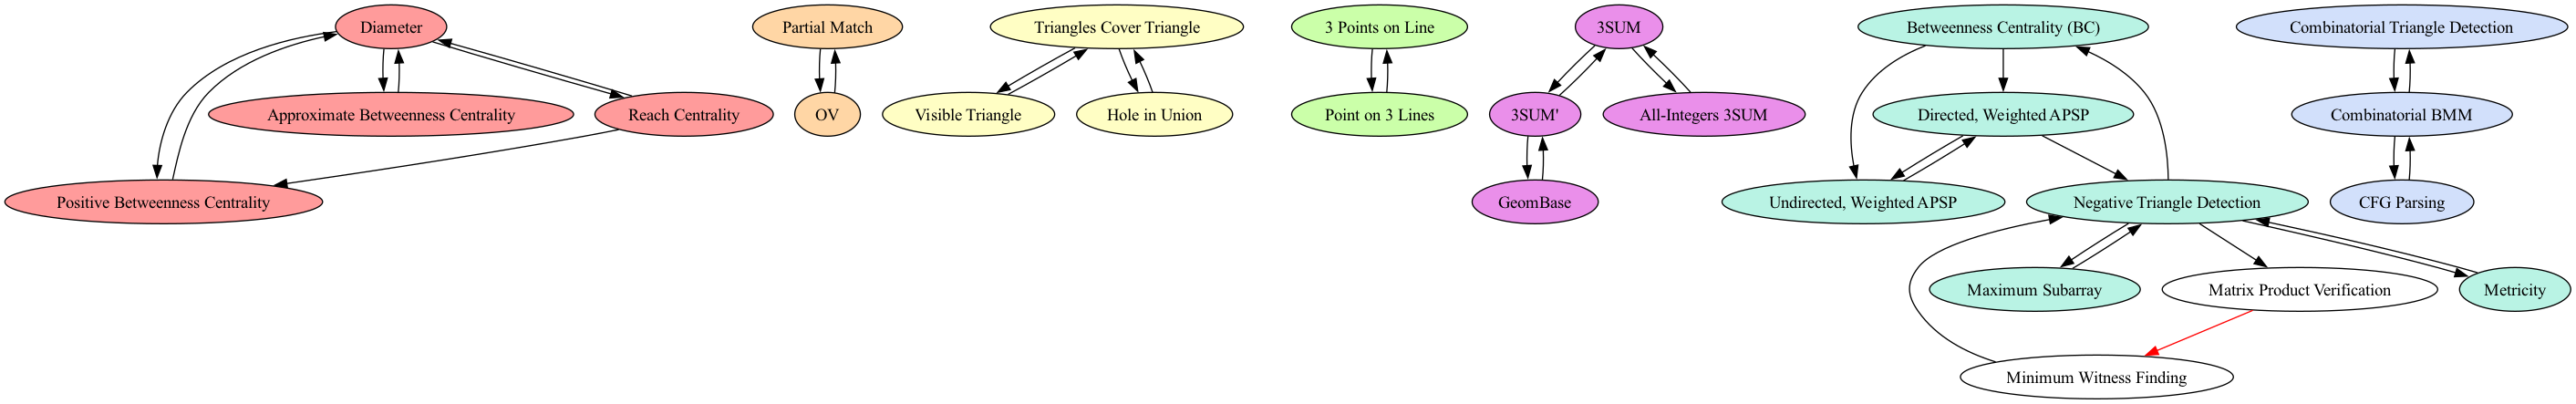 Diameter
Partial Match
Triangles Cover Triangle
3 Points on Line
3SUM
Betweenness Centrality (BC)
Combinatorial Triangle Detection
Approximate Betweenness Centrality
Reach Centrality
OV
Visible Triangle
Hole in Union
Point on 3 Lines
3SUM'
All-Integers 3SUM
Directed, Weighted APSP
Combinatorial BMM
Positive Betweenness Centrality
GeomBase
Undirected, Weighted APSP
Negative Triangle Detection
CFG Parsing
Maximum Subarray
Matrix Product Verification
Metricity
Minimum Witness Finding